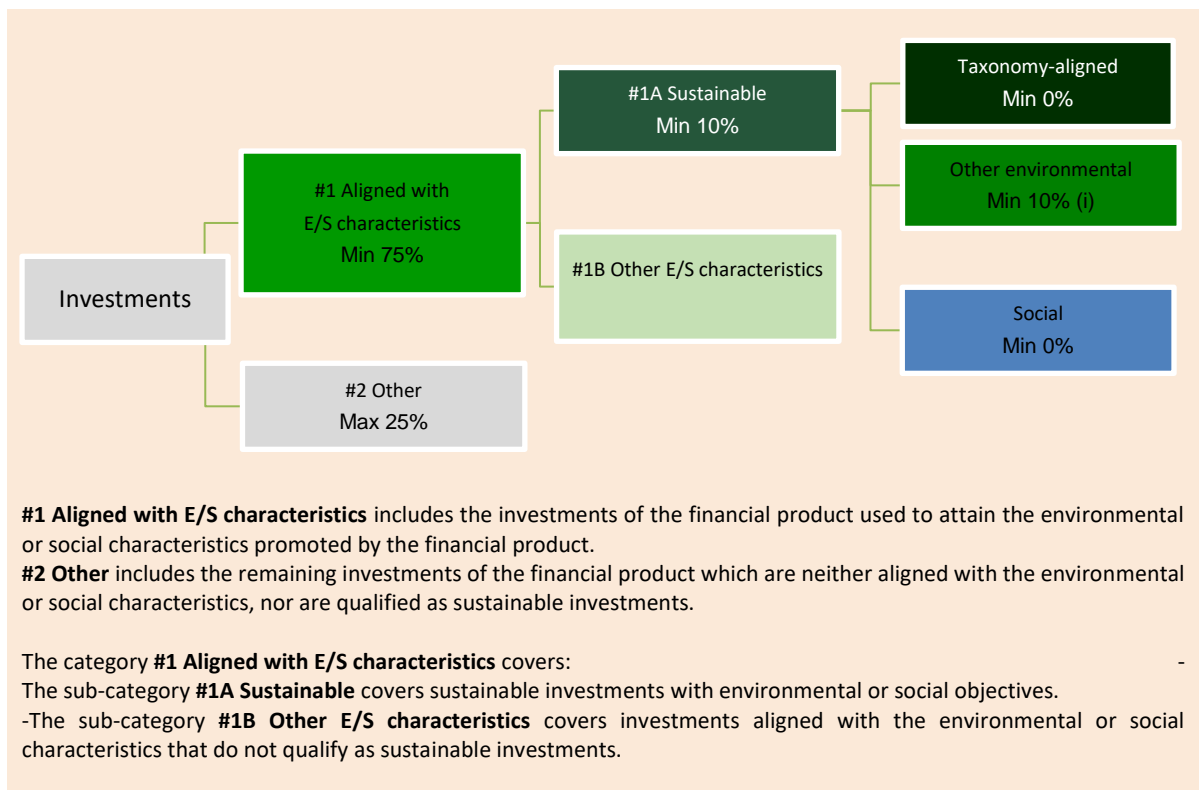 Investments
#1 Aligned with
E/S characteristics
Min 75%
#2 Other
Max 25%
#1A Sustainable
Min 10%
#1B Other E/S characteristics
Taxonomy-aligned
Min 0%
Other environmental
Min 10% (i)
Social
Min 0%
#1 Aligned with E/S characteristics includes the investments of the financial product used to attain the environmental
or social characteristics promoted by the financial product.
#2 Other includes the remaining investments of the financial product which are neither aligned with the environmental
or social characteristics, nor are qualified as sustainable investments.
The category #1 Aligned with E/S characteristics covers: -
The sub-category #1A Sustainable covers sustainable investments with environmental or social objectives.
-The sub-category #1B Other E/S characteristics covers investments aligned with the environmental or social
characteristics that do not qualify as sustainable investments.